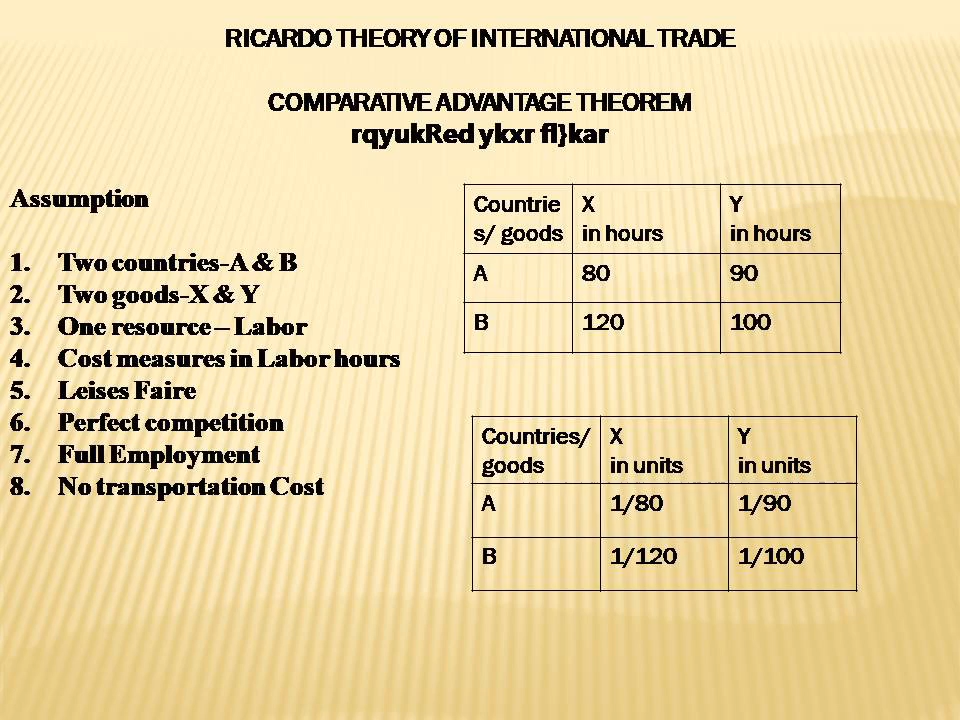 RICARDO THEORY OF INTERNATIONAL TRADE
COMPARATIVE ADVANTAGE THEOREM
rqyukRed ykxr fl}kar
Assumption
1. Two countries-A & B
2. Two goods-X & Y
3. One resource – Labor
4. Cost measures in Labor hours
5. Leises Faire
6. Perfect competition
7. Full Employment
8. No transportation Cost
Countrie X Y
s/ goods in hours in hours
A 80 90
B 120 100
Countries/ X Y
goods in units in units
A 1/80 1/90
B 1/120 1/100